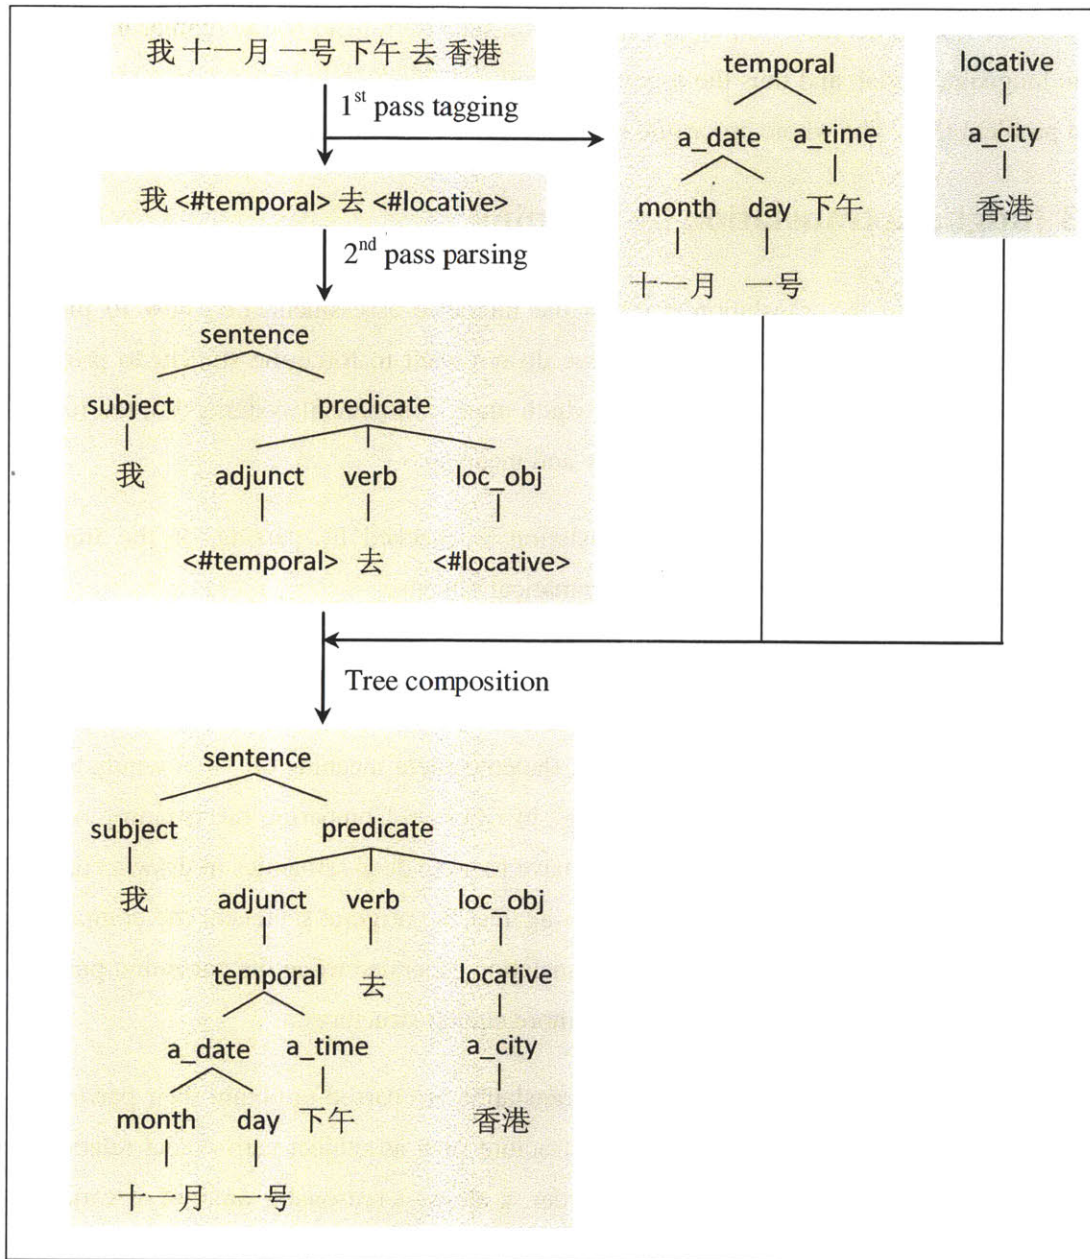 我 十一月 一号 下午 去 香港
1st pass tagging
temporal
a_date a_time
month day 下午
十一月 一号
locative
a_city
香港
我 <#temporal> 去 <#locative>
2nd pass parsing
sentence
subject predicate
我 adjunct verb loc_obj
<#temporal> 去 <#locative>
Tree composition
sentence
subject predicate
我 adjunct verb loc_obj
temporal 去 locative
a_date a_time a_city
month day 下午 香港
十一月 一号